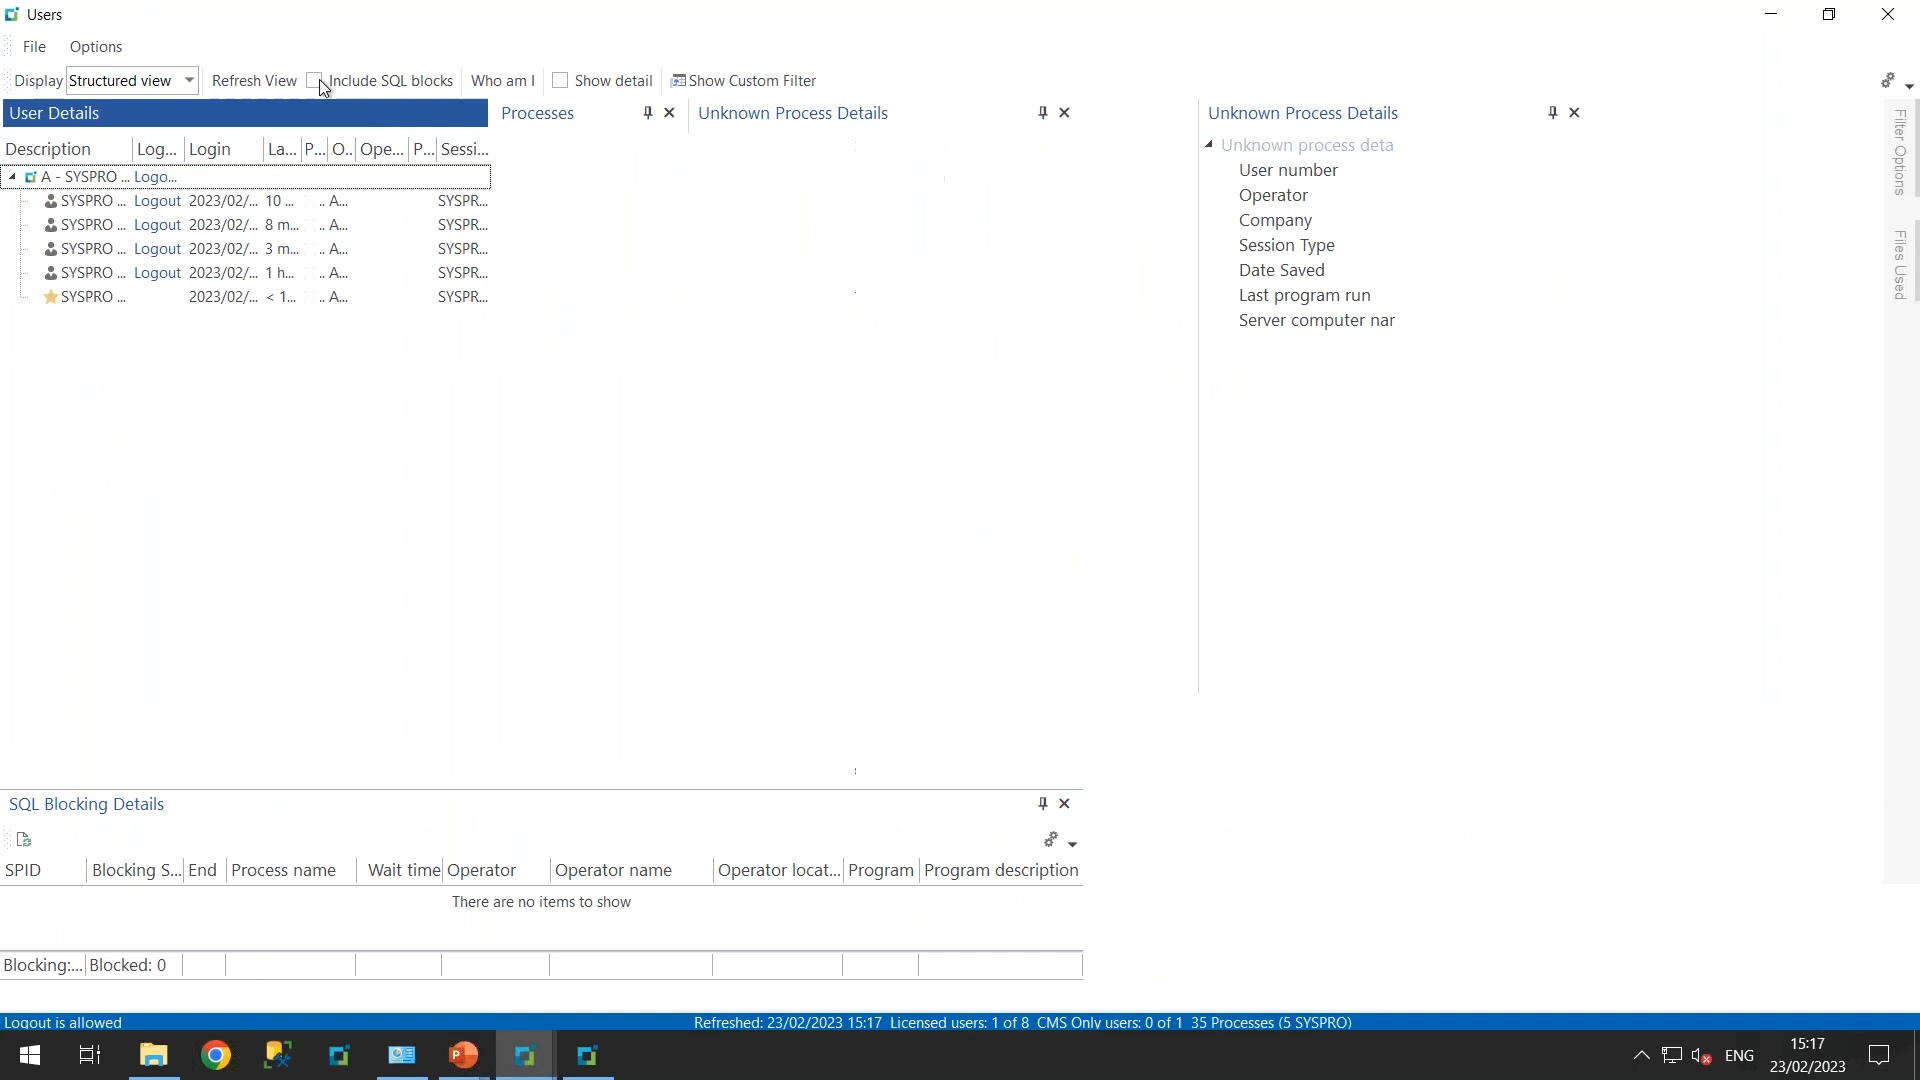 Users
File Options
Display Structured view Refresh View Include SQL blocks Who am I Show detail Show Custom Filter
User Details Processes Unknown Process Details Unknown Process Details
Description Log... Login La... P... O.. Ope... P... Sessi...
A - SYSPRO ... Logo...
SYSPRO ... Logout 2023/02/... 10 ... .. A... SYSPR...
SYSPRO ... Logout 2023/02/... 8 m... .. A... SYSPR...
SYSPRO ... Logout 2023/02/... 3 m... .. A... SYSPR...
SYSPRO ... Logout 2023/02/... 1 h... .. A... SYSPR...
SYSPRO ... 2023/02/... < 1... .. A... SYSPR...
Unknown process deta
User number
Operator
Company
Session Type
Date Saved
Last program run
Server computer nar
Filter Options
Files Used
SQL Blocking Details
SPID Blocking S... End Process name Wait time Operator Operator name Operator locat... Program Program description
There are no items to show
Blocking:... Blocked: 0
Logout is allowed Refreshed: 23/02/2023 15:17 Licensed users: 1 of 8 CMS Only users: 0 of 1 35 Processes (5 SYSPRO)
ENG
15:17
23/02/2023